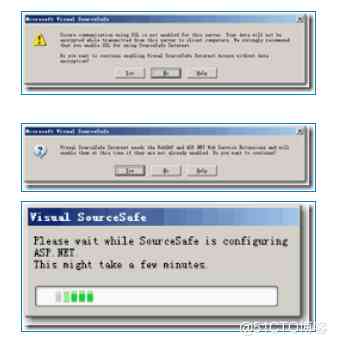 Microsoft Visual SourceSafe
Secure communication using SSL is not enabled for this server. Your data will not be
encrypted while transmitted from this server to client computers. We strongly recommend
that you enable SSL for using SourceSafe Internet.
Do you want to continue enabling Visual SourceSafe Internet Access without data
encryption?
Yes No Help
Microsoft Visual SourceSafe
Visual SourceSafe Internet needs the WebDAV and ASP.NET Web Service Extensions and will
enable them at this time if they are not already enabled. Do you want to continue?
Yes No Help
Visual SourceSafe
Please wait while SourceSafe is configuring
ASP.NET.
This might take a few minutes.
@51CTO博客